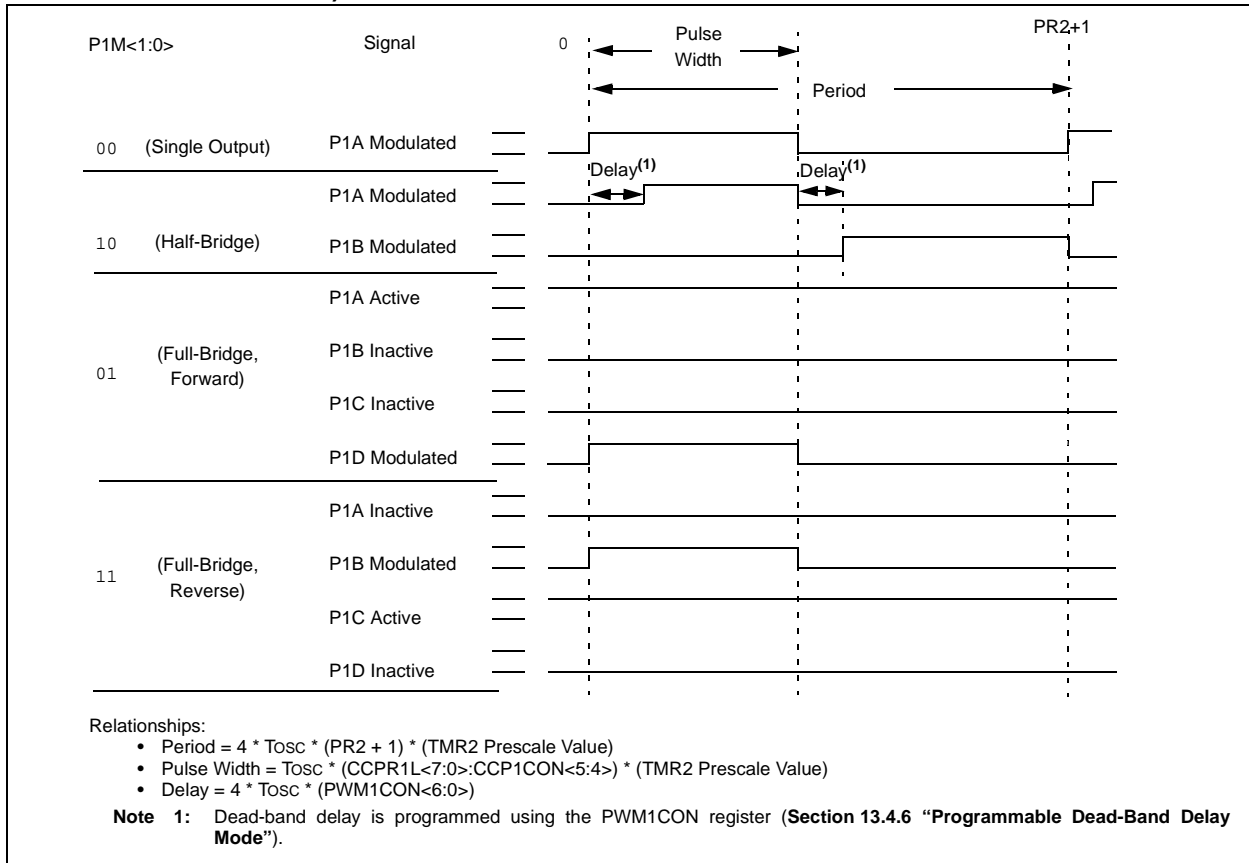 P1M<1:0> Signal 0 Pulse Width PR2+1
Period
00 (Single Output) P1A Modulated
Delay(1) Delay(1)
P1A Modulated
10 (Half-Bridge) P1B Modulated
P1A Active
01 (Full-Bridge, Forward) P1B Inactive
P1C Inactive
P1D Modulated
P1A Inactive
11 (Full-Bridge, Reverse) P1B Modulated
P1C Active
P1D Inactive
Relationships:
• Period = 4 * TOSC * (PR2 + 1) * (TMR2 Prescale Value)
• Pulse Width = TOSC * (CCPR1L<7:0>:CCP1CON<5:4>) * (TMR2 Prescale Value)
• Delay = 4 * TOSC * (PWM1CON<6:0>)
Note 1: Dead-band delay is programmed using the PWM1CON register (Section 13.4.6 “Programmable Dead-Band Delay
Mode”).